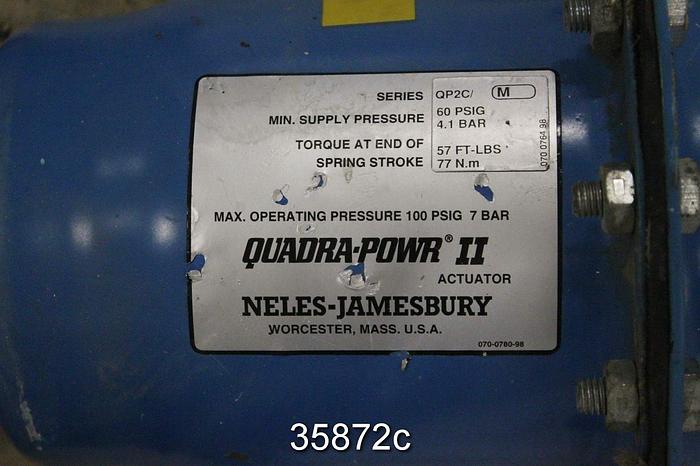 SERIES QP2C/ M
MIN. SUPPLY PRESSURE 60 PSIG
4.1 BAR
TORQUE AT END OF 57 FT-LBS
SPRING STROKE 77 N.m
070 0764 98
MAX. OPERATING PRESSURE 100 PSIG 7 BAR
QUADRA-POWR® II
ACTUATOR
NELES-JAMESBURY
WORCESTER, MASS. U.S.A.
070-0780-98
35872c